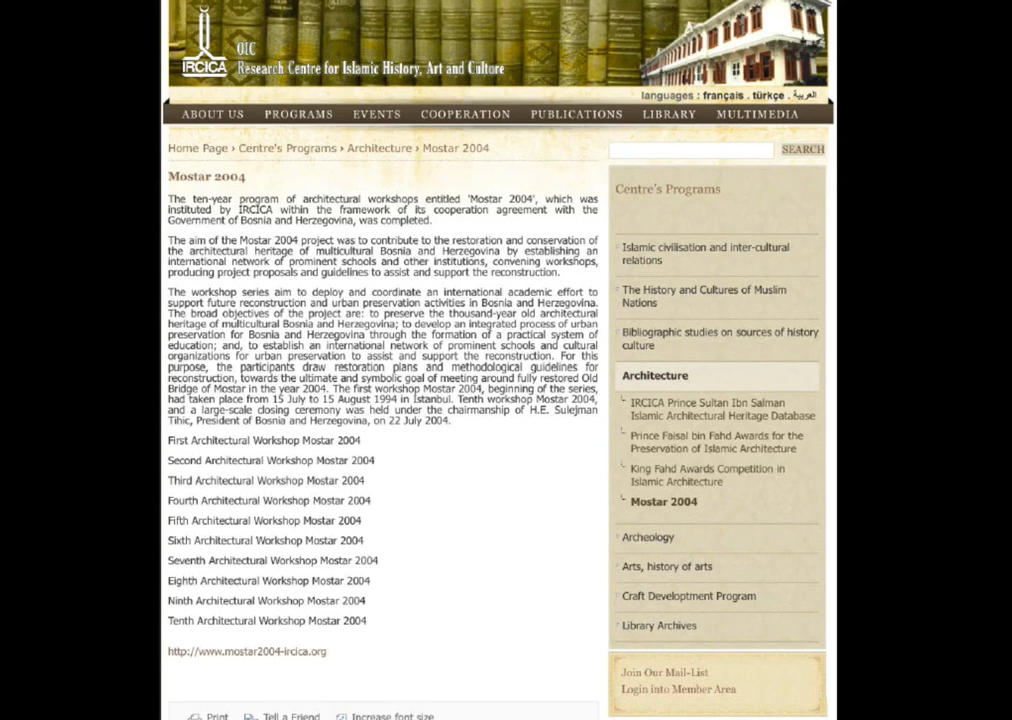 IRCICA
OIC
Research Centre for Islamic History, Art and Culture
languages : français . türkçe . العربية
ABOUT US PROGRAMS EVENTS COOPERATION PUBLICATIONS LIBRARY MULTIMEDIA
Home Page › Centre's Programs › Architecture › Mostar 2004
SEARCH
Mostar 2004
The ten-year program of architectural workshops entitled 'Mostar 2004', which was
instituted by IRCICA within the framework of its cooperation agreement with the
Government of Bosnia and Herzegovina, was completed.
The aim of the Mostar 2004 project was to contribute to the restoration and conservation of
the architectural heritage of multicultural Bosnia and Herzegovina by establishing an
international network of prominent schools and other institutions, convening workshops,
producing project proposals and guidelines to assist and support the reconstruction.
The workshop series aim to deploy and coordinate an international academic effort to
support future reconstruction and urban preservation activities in Bosnia and Herzegovina.
The broad objectives of the project are: to preserve the thousand-year old architectural
heritage of multicultural Bosnia and Herzegovina; to develop an integrated process of urban
preservation for Bosnia and Herzegovina through the formation of a practical system of
education; and, to establish an international network of prominent schools and cultural
organizations for urban preservation to assist and support the reconstruction. For this
purpose, the participants draw restoration plans and methodological guidelines for
reconstruction, towards the ultimate and symbolic goal of meeting around fully restored Old
Bridge of Mostar in the year 2004. The first workshop Mostar 2004, beginning of the series,
had taken place from 15 July to 15 August 1994 in Istanbul. Tenth workshop Mostar 2004,
and a large-scale closing ceremony was held under the chairmanship of H.E. Sulejman
Tihic, President of Bosnia and Herzegovina, on 22 July 2004.
First Architectural Workshop Mostar 2004
Second Architectural Workshop Mostar 2004
Third Architectural Workshop Mostar 2004
Fourth Architectural Workshop Mostar 2004
Fifth Architectural Workshop Mostar 2004
Sixth Architectural Workshop Mostar 2004
Seventh Architectural Workshop Mostar 2004
Eighth Architectural Workshop Mostar 2004
Ninth Architectural Workshop Mostar 2004
Tenth Architectural Workshop Mostar 2004
http://www.mostar2004-ircica.org
Print Tell a Friend Increase font size
Centre's Programs
Islamic civilisation and inter-cultural
relations
The History and Cultures of Muslim
Nations
Bibliographic studies on sources of history
culture
Architecture
IRCICA Prince Sultan Ibn Salman
Islamic Architectural Heritage Database
Prince Faisal bin Fahd Awards for the
Preservation of Islamic Architecture
King Fahd Awards Competition in
Islamic Architecture
Mostar 2004
Archeology
Arts, history of arts
Craft Developtment Program
Library Archives
Join Our Mail-List
Login into Member Area